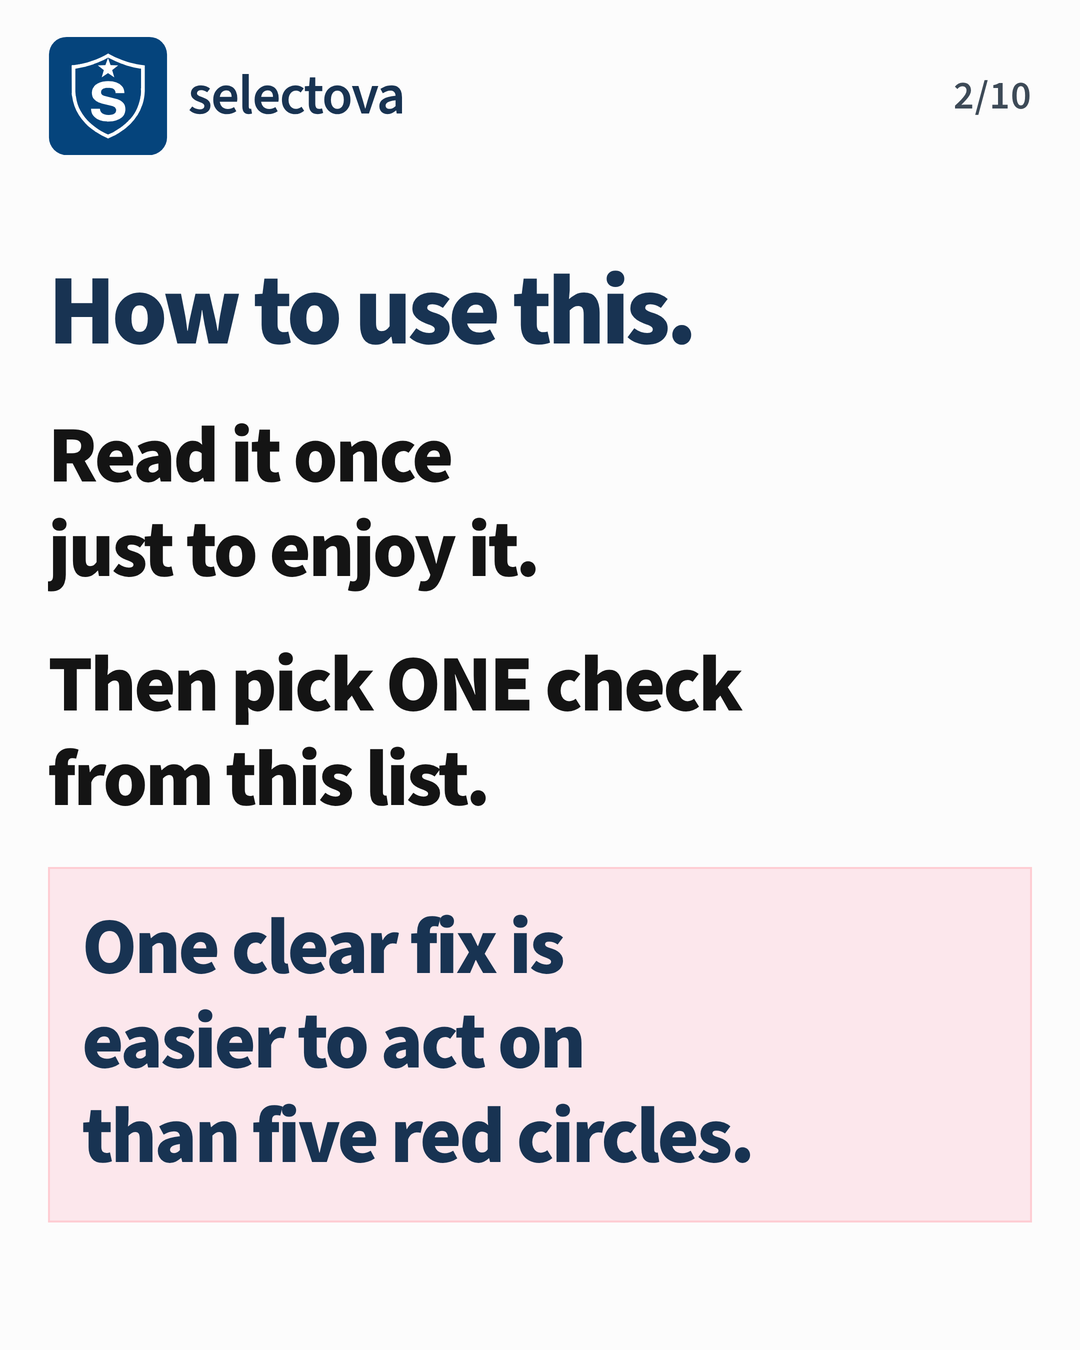 S
selectova
2/10
How to use this.
Read it once
just to enjoy it.
Then pick ONE check
from this list.
One clear fix is
easier to act on
than five red circles.